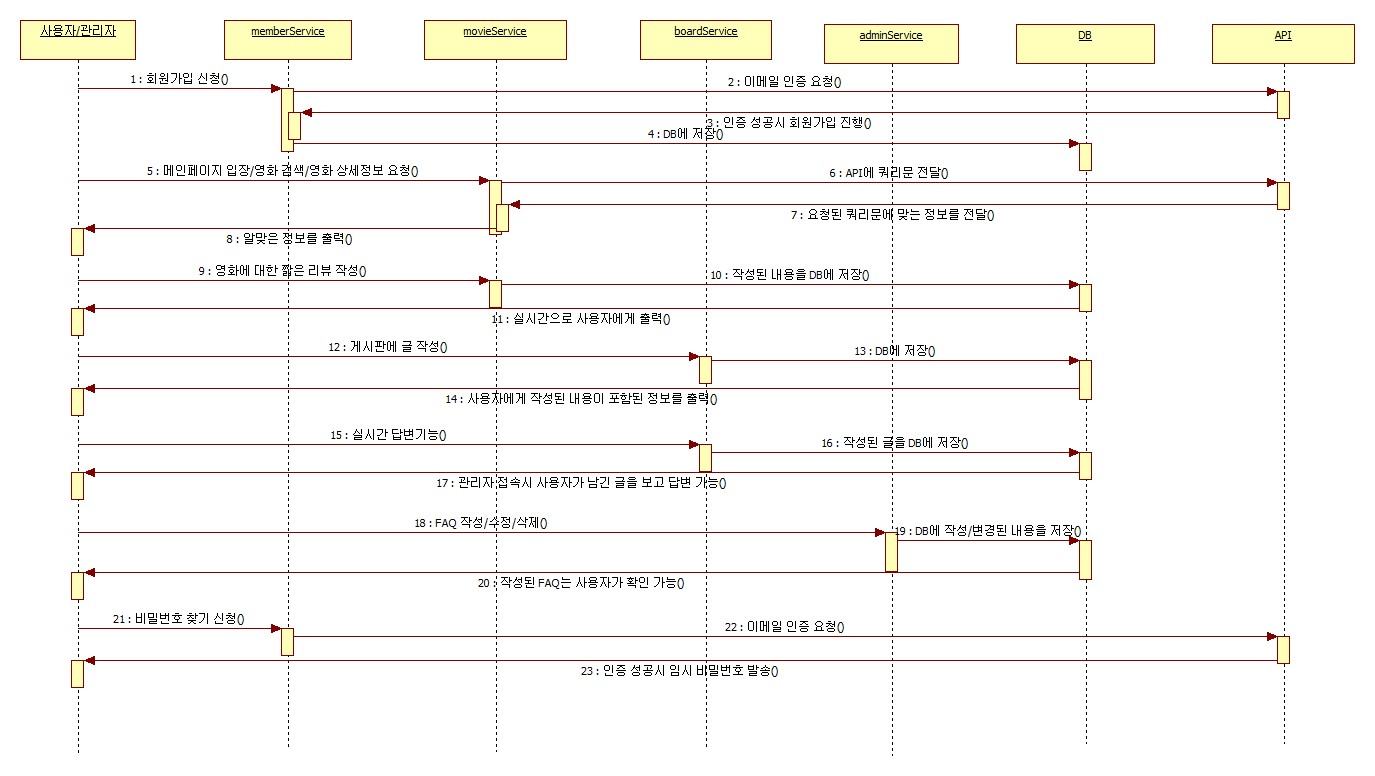 사용자/관리자
memberService
movieService
boardService
adminService
DB
API
1 : 회원가입 신청()
2 : 이메일 인증 요청()
3 : 인증 성공시 회원가입 진행()
4 : DB에 저장()
5 : 메인페이지 입장/영화 검색/영화 상세정보 요청()
6 : API에 쿼리문 전달()
7 : 요청된 쿼리문에 맞는 정보를 전달()
8 : 알맞은 정보를 출력()
9 : 영화에 대한 짧은 리뷰 작성()
10 : 작성된 내용을 DB에 저장()
11 : 실시간으로 사용자에게 출력()
12 : 게시판에 글 작성()
13 : DB에 저장()
14 : 사용자에게 작성된 내용이 포함된 정보를 출력()
15 : 실시간 답변기능()
16 : 작성된 글을 DB에 저장()
17 : 관리자 접속시 사용자가 남긴 글을 보고 답변 가능()
18 : FAQ 작성/수정/삭제()
19 : DB에 작성/변경된 내용을 저장()
20 : 작성된 FAQ는 사용자가 확인 가능()
21 : 비밀번호 찾기 신청()
22 : 이메일 인증 요청()
23 : 인증 성공시 임시 비밀번호 발송()